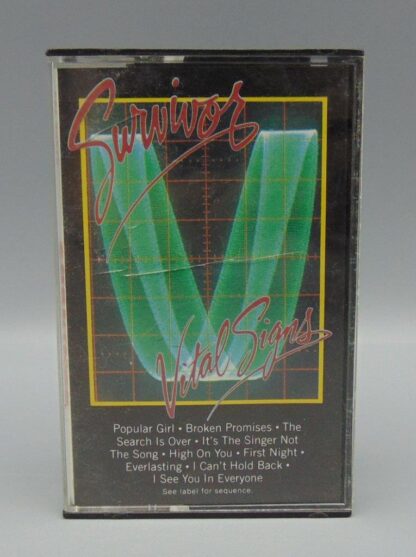 Survivor
Vital Signs
Popular Girl • Broken Promises • The
Search Is Over • It's The Singer Not
The Song • High On You • First Night •
Everlasting • I Can't Hold Back •
I See You In Everyone
See label for sequence.